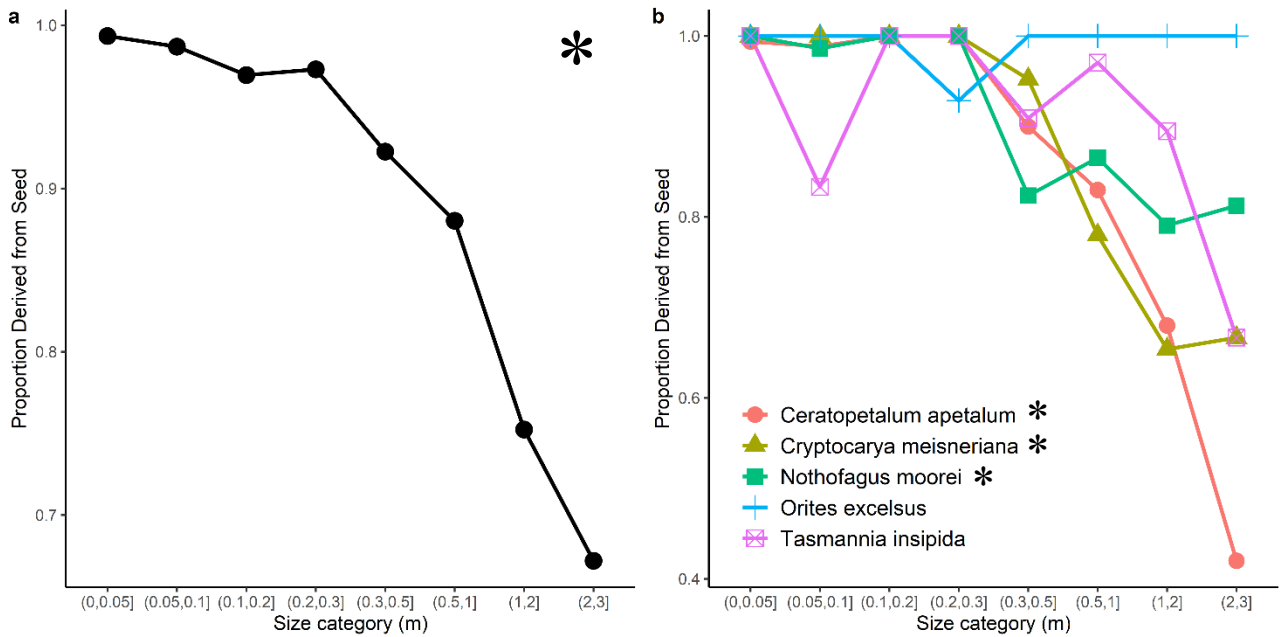 a
*
Proportion Derived from Seed
1.0
0.9
0.8
0.7
(0,0.05] (0.05,0.1] (0.1,0.2] (0.2,0.3] (0.3,0.5] (0.5,1] (1,2] (2,3]
Size category (m)
b
Proportion Derived from Seed
1.0
0.8
0.6
0.4
Ceratopetalum apetalum *
Cryptocarya meisneriana *
Nothofagus moorei *
Orites excelsus
Tasmannia insipida
(0,0.05] (0.05,0.1] (0.1,0.2] (0.2,0.3] (0.3,0.5] (0.5,1] (1,2] (2,3]
Size category (m)